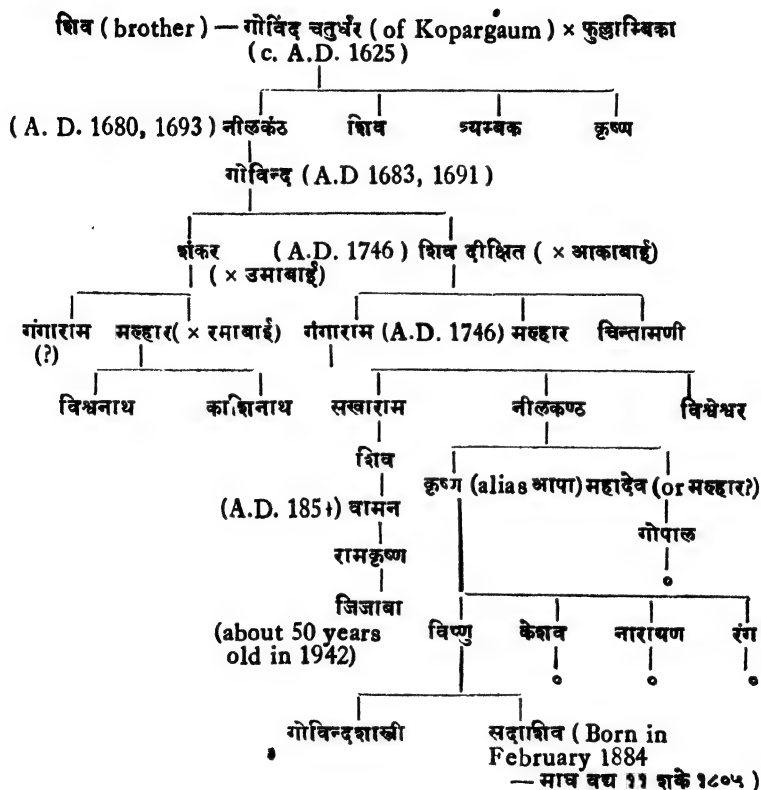 शिव (brother) — गोविंद चतुर्धर (of Kopargaum) × फुल्लाम्बिका
(c. A.D. 1625)
(A. D. 1680, 1693) नीलकंठ शिव त्र्यम्बक कृष्ण
गोविन्द (A.D 1683, 1691)
शंकर (A.D. 1746) शिव दीक्षित (× आकाबाई)
(× उमाबाई)
गंगाराम मल्हार (× रमाबाई) गंगाराम (A.D. 1746) मल्हार चिन्तामणी
(?)
विश्वनाथ काशिनाथ सखाराम नीलकण्ठ विश्वेश्वर
शिव
कृष्ण (alias आपा) महादेव (or मल्हार?)
(A.D. 185) वामन
गोपाल
रामकृष्ण
जिजाबा
(about 50 years विष्णु केशव नारायण रंग
old in 1942)
गोविन्दशास्त्री सदाशिव (Born in
February 1884
— माघ वद्य ११ शके १८०५)